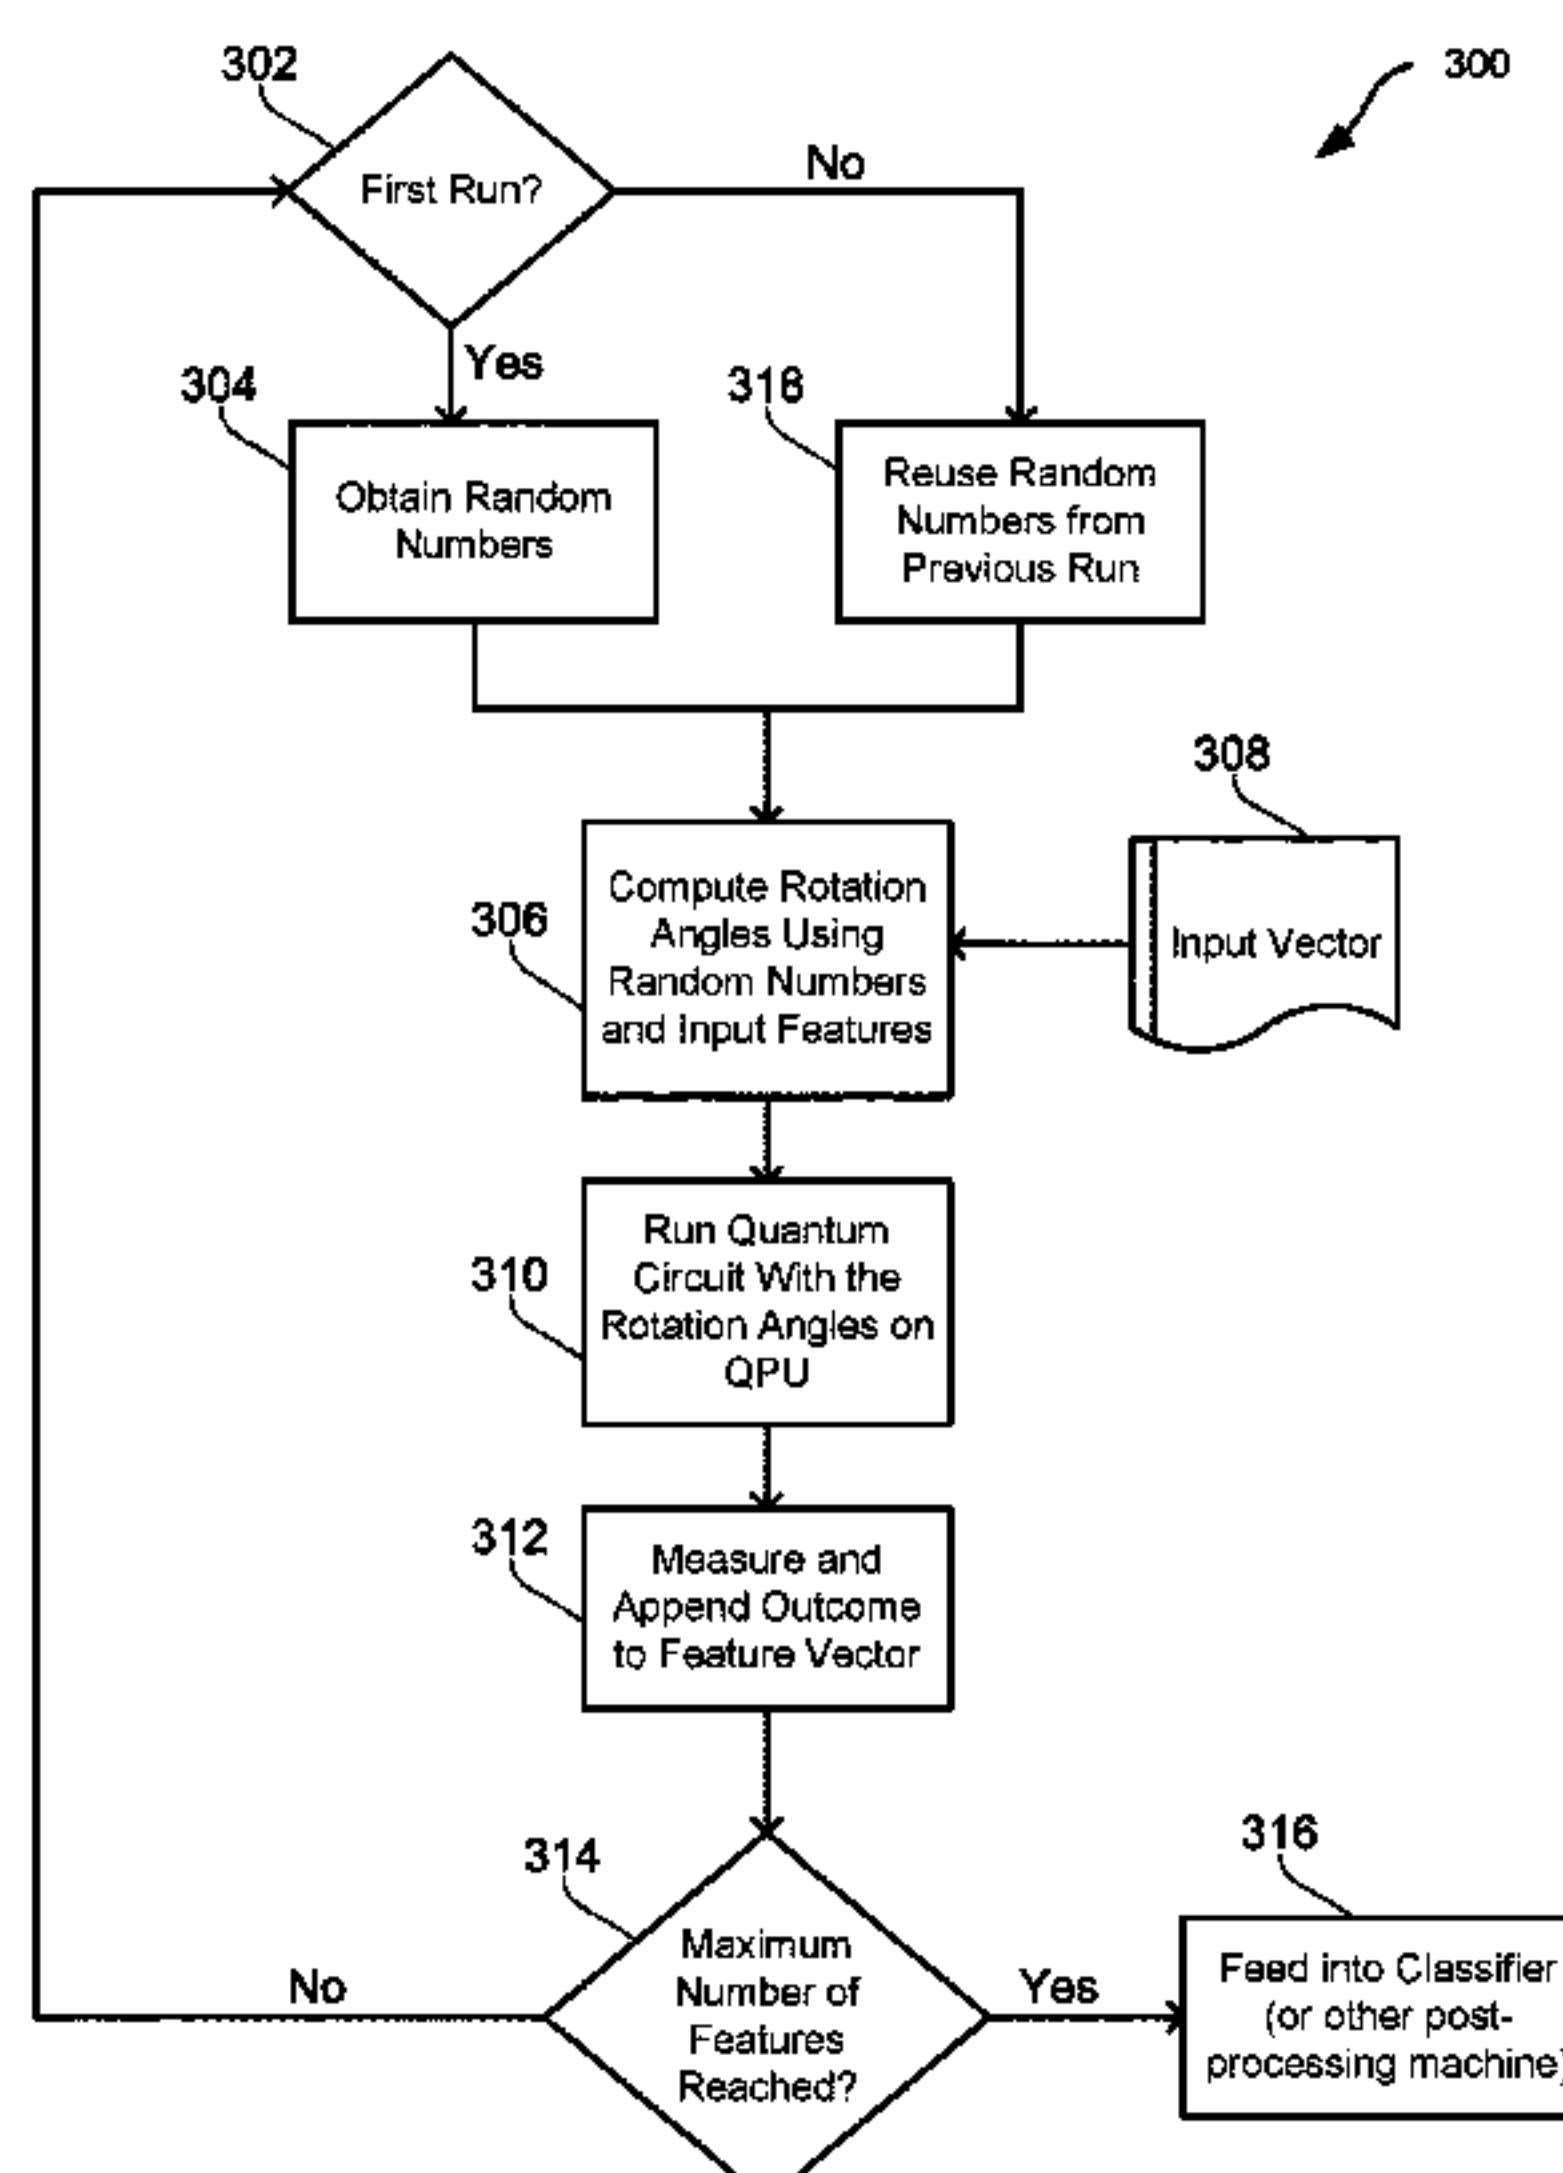 302
300
First Run?
No
Yes
304
316
Obtain Random
Numbers
Reuse Random
Numbers from
Previous Run
308
306
Compute Rotation
Angles Using
Random Numbers
and Input Features
Input Vector
310
Run Quantum
Circuit With the
Rotation Angles on
QPU
312
Measure and
Append Outcome
to Feature Vector
314
316
Maximum
Number of
Features
Reached?
No
Yes
Feed into Classifier
(or other post-
processing machine)